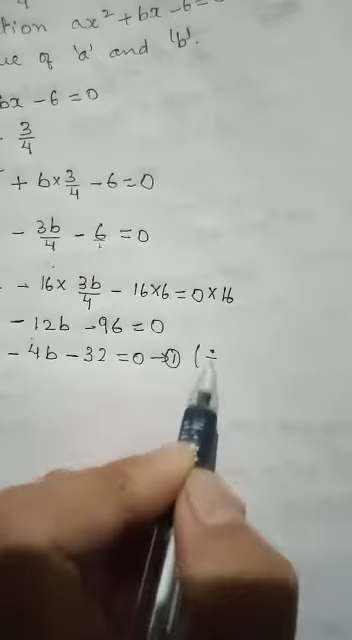 tion ax² + bx - 6 =
ue of 'a' and 'b'.
bx - 6 = 0
3/4
+ b × 3/4 - 6 = 0
- 3b/4 - 6/1 = 0
- 16 × 3b/4 - 16×6 = 0×16
- 12b - 96 = 0
- 4b - 32 = 0 → ① ( ÷